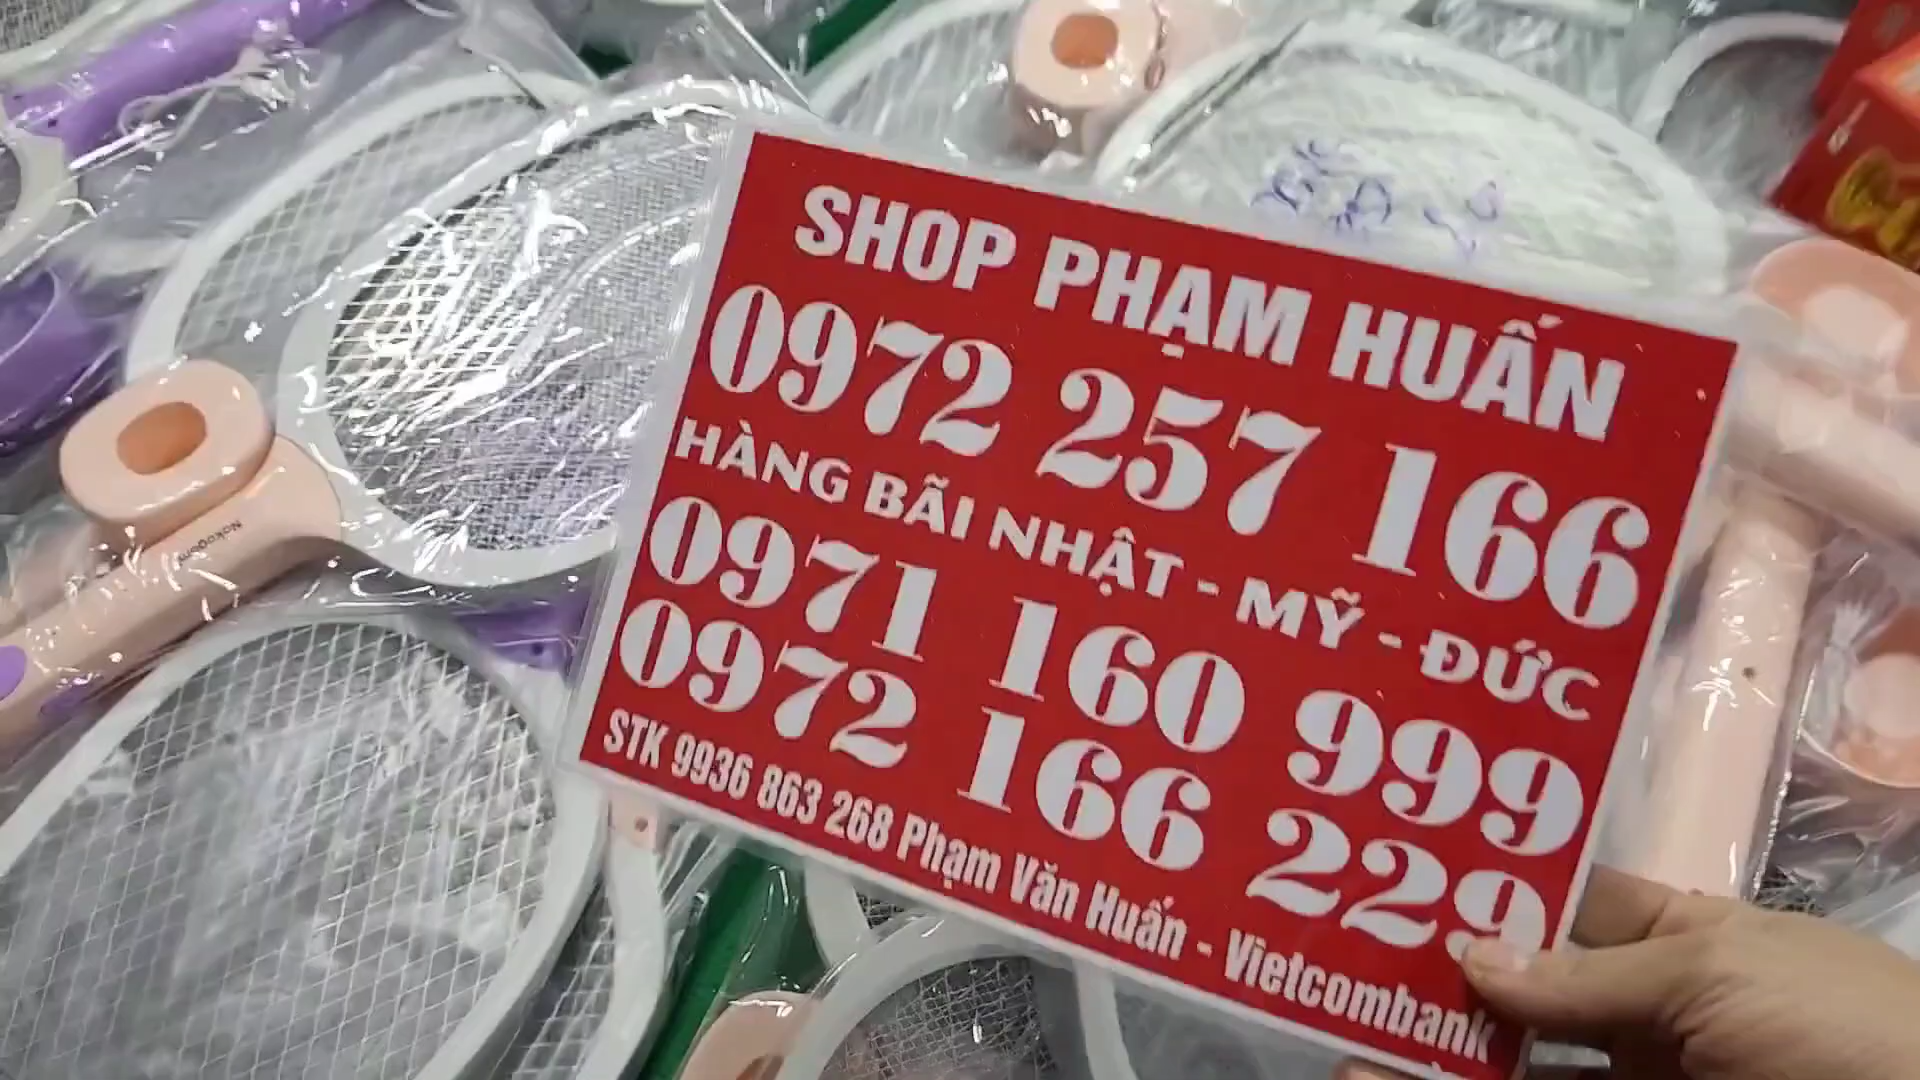 SHOP PHẠM HUẤN
0972 257 166
HÀNG BÃI NHẬT - MỸ - ĐỨC
0971 160 999
0972 166 229
STK 9936 863 268 Phạm Văn Huấn - Vietcombank
Nakagami